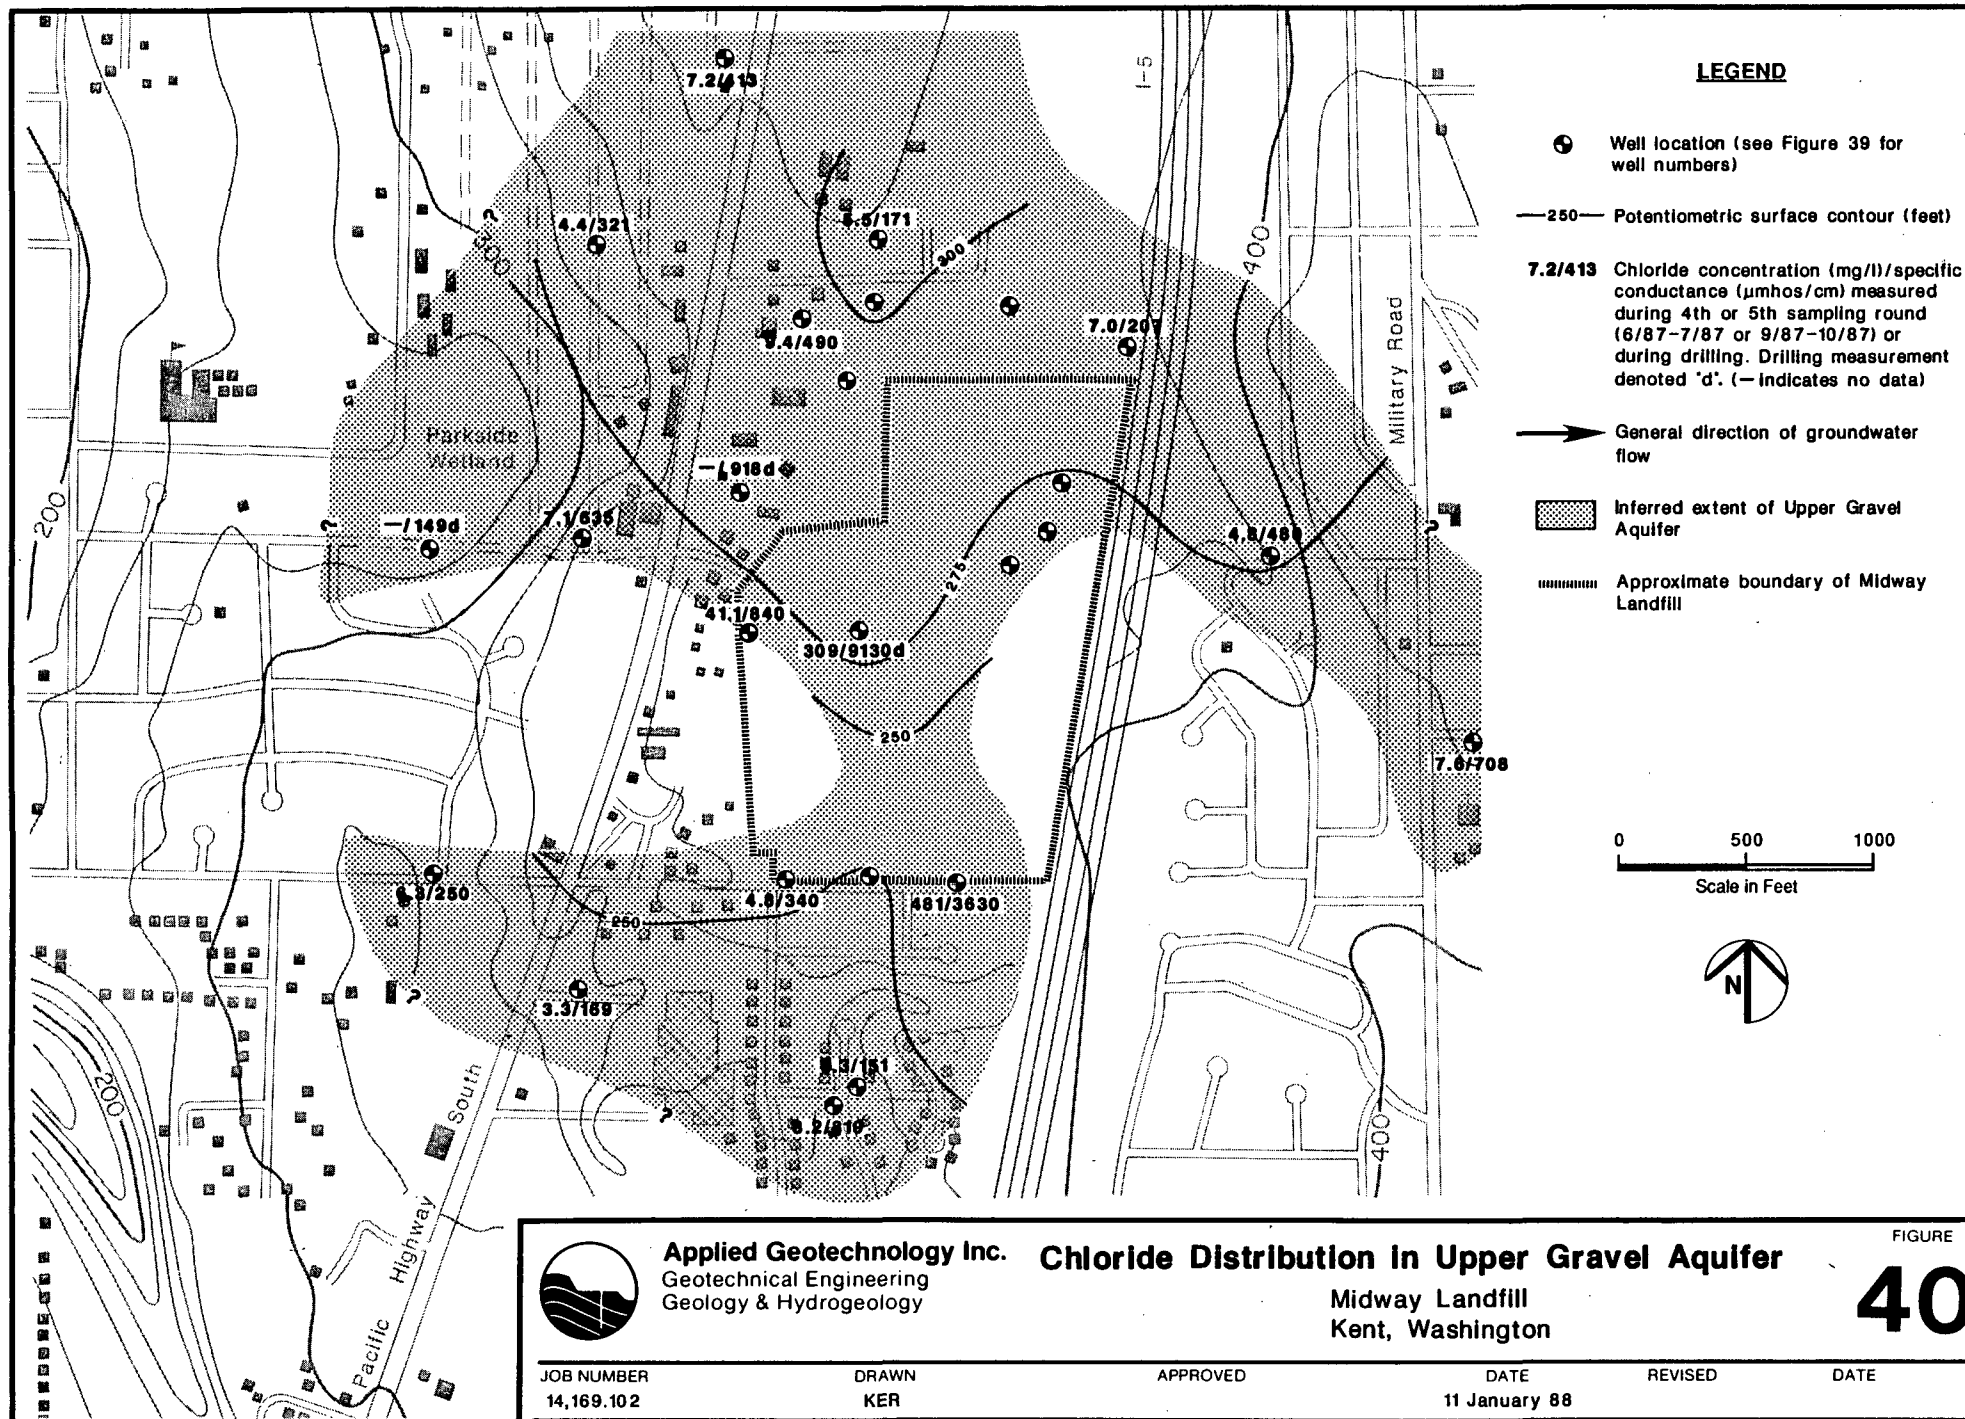 LEGEND
Well location (see Figure 39 for
well numbers)
—250— Potentiometric surface contour (feet)
7.2/413 Chloride concentration (mg/l)/specific
conductance (µmhos/cm) measured
during 4th or 5th sampling round
(6/87-7/87 or 9/87-10/87) or
during drilling. Drilling measurement
denoted 'd'. (— indicates no data)
General direction of groundwater
flow
Inferred extent of Upper Gravel
Aquifer
Approximate boundary of Midway
Landfill
0 500 1000
Scale in Feet
N
I-5
7.2/413
?
4.4/321
300
/171
300
400
/490
7.0/207
Military Road
Parkside
Wetland
—/918d
200
?
—/149d
7.1/635
4.8/480
?
275
41.1/840
309/9130d
250
7.6/708
/250
4.8/340
481/3630
250
?
3.3/169
200
South
?
/151
400
Highway
Pacific
Applied Geotechnology Inc.
Geotechnical Engineering
Geology & Hydrogeology
Chloride Distribution in Upper Gravel Aquifer
Midway Landfill
Kent, Washington
FIGURE
40
JOB NUMBER DRAWN APPROVED DATE REVISED DATE
14,169.102 KER 11 January 88